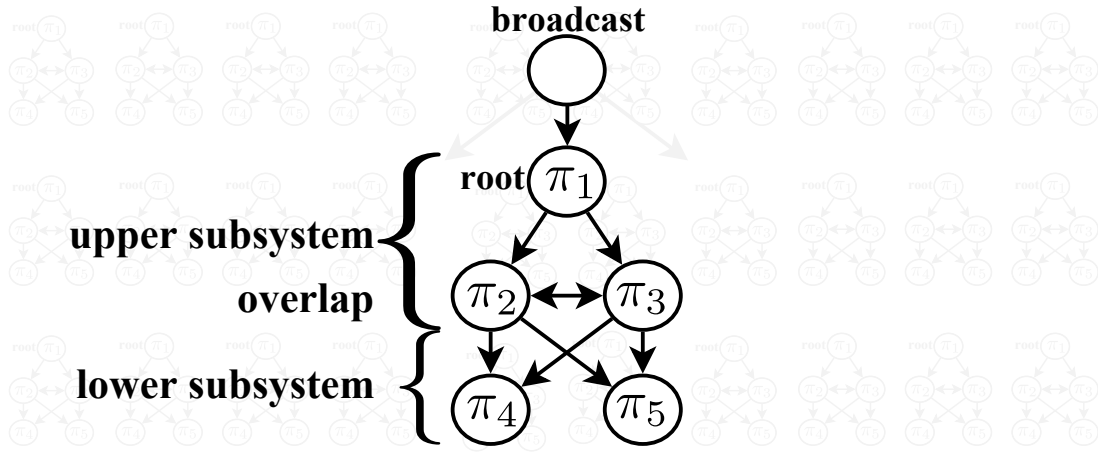 broadcast
root π1
upper subsystem
overlap
π2 π3
lower subsystem
π4 π5